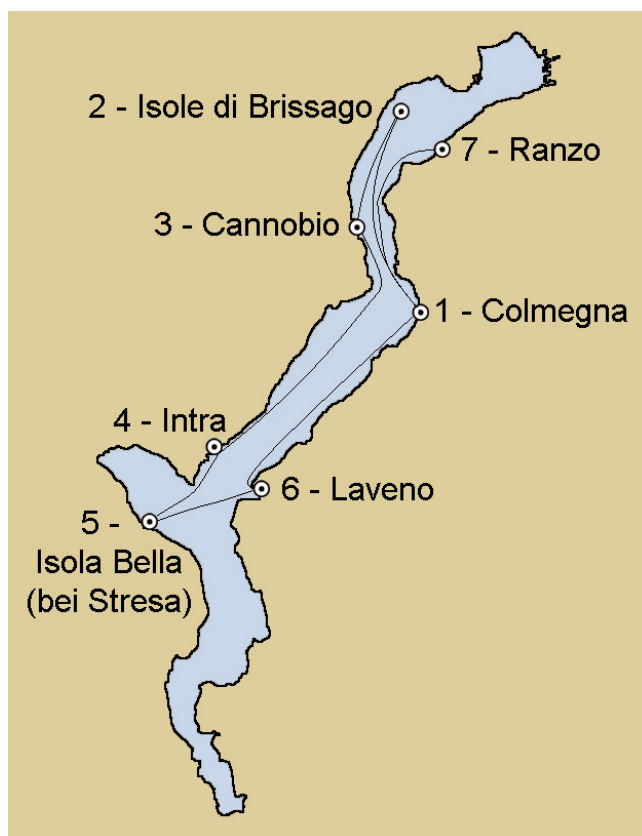 2 - Isole di Brissago
7 - Ranzo
3 - Cannobio
1 - Colmegna
4 - Intra
6 - Laveno
5 -
Isola Bella
(bei Stresa)